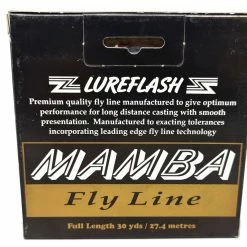 LUREFLASH
Premium quality fly line manufactured to give optimum
performance for long distance casting with smooth
presentation. Manufactured to exacting tolerances
incorporating leading edge fly line technology
MAMBA
Fly Line
Full Length 30 yds / 27.4 metres